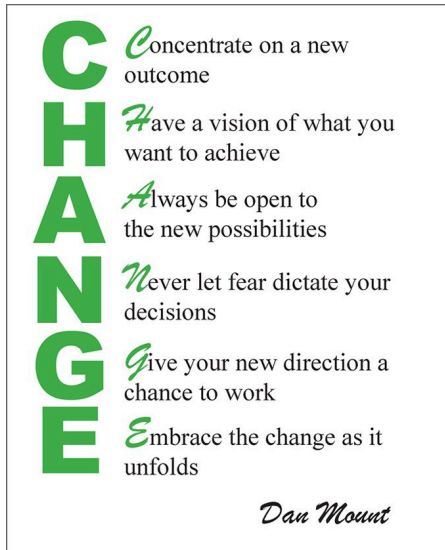 C Concentrate on a new
outcome
H Have a vision of what you
want to achieve
A Always be open to
the new possibilities
N Never let fear dictate your
decisions
G Give your new direction a
chance to work
E Embrace the change as it
unfolds
Dan Mount